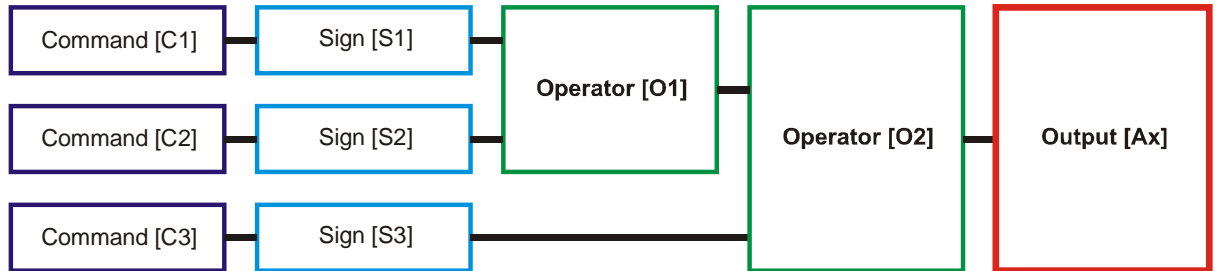 Command [C1]
Sign [S1]
Operator [O1]
Command [C2]
Sign [S2]
Operator [O2]
Output [Ax]
Command [C3]
Sign [S3]